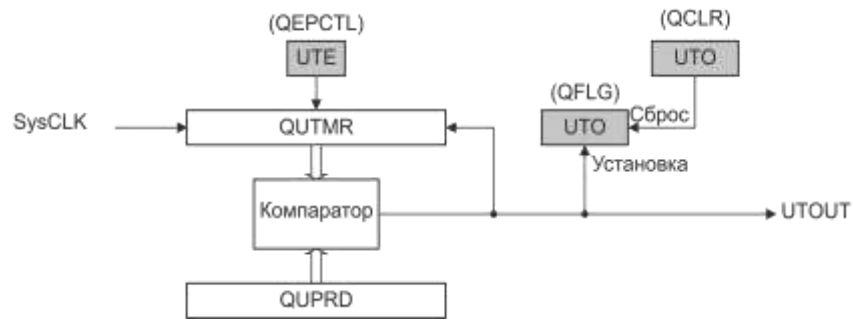 (QEPCTL)
UTE
(QCLR)
UTO
(QFLG)
UTO
Сброс
Установка
SysCLK
QUTMR
Компаратор
UTOUT
QUPRD